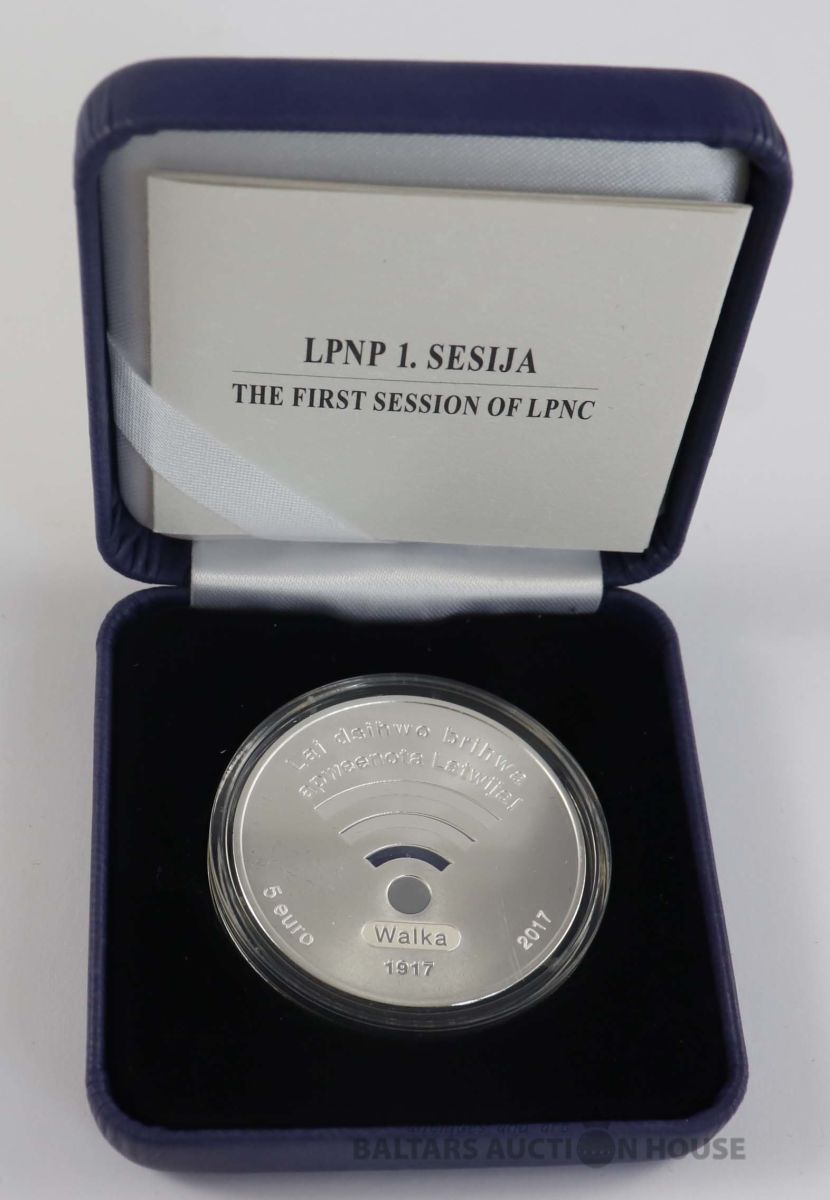 LPNP 1. SESIJA
THE FIRST SESSION OF LPNC
Lai dsihwo brihwa
apweenota Latwija!
5 euro
2017
Walka
1917
BALTARS AUCTION HOUSE